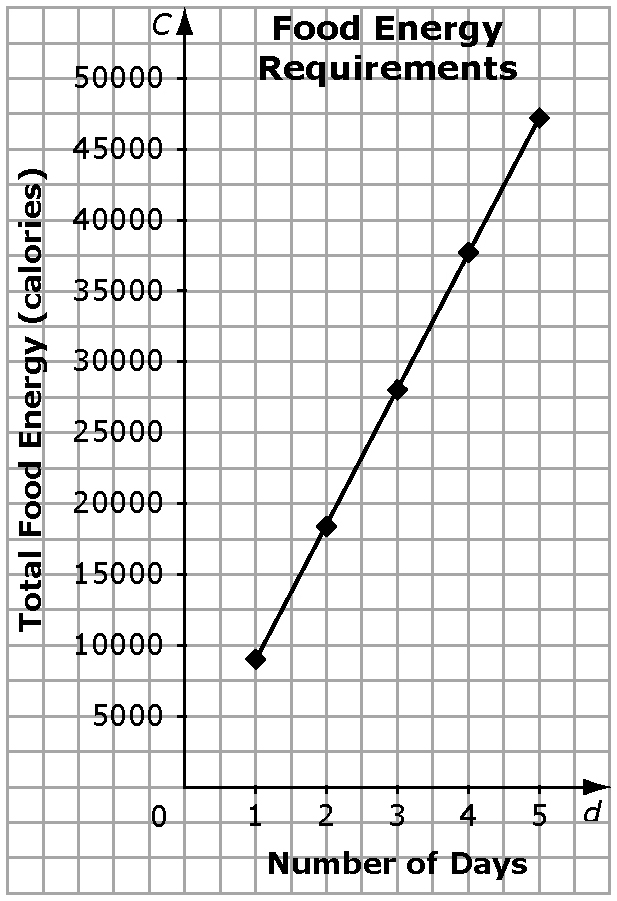 C
Food Energy
Requirements
50000
45000
40000
35000
30000
25000
20000
15000
10000
5000
0
Total Food Energy (calories)
1 2 3 4 5 d
Number of Days